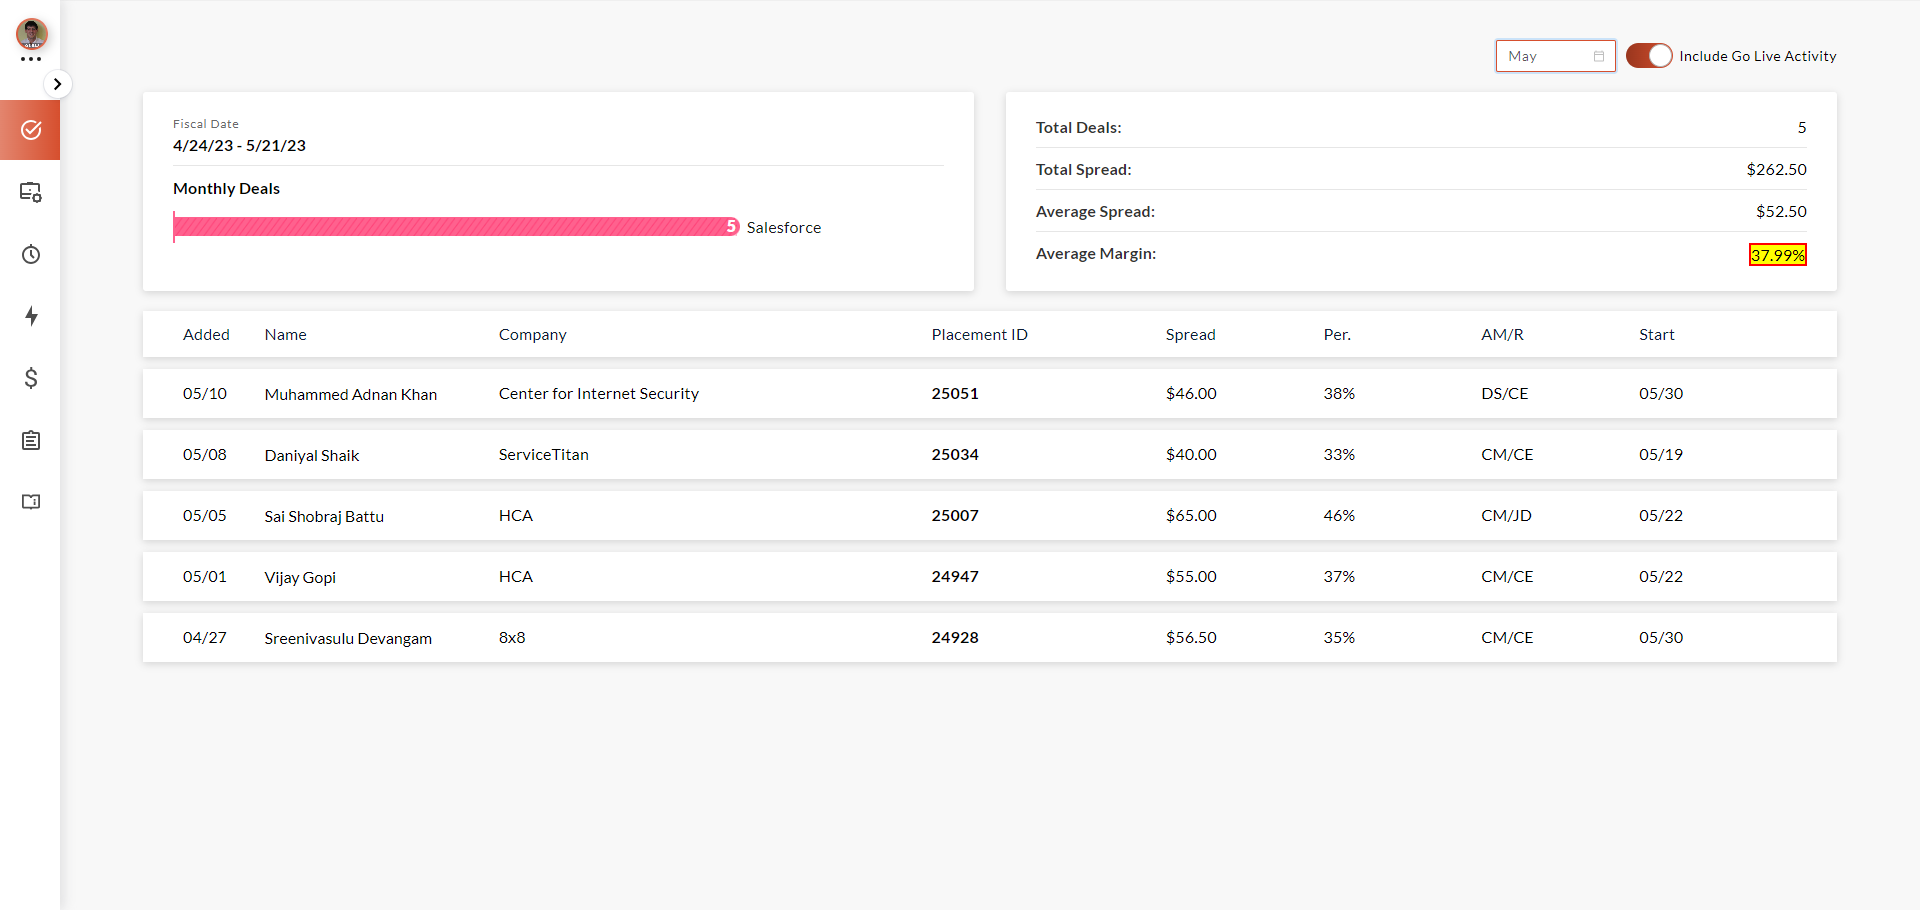 May
Include Go Live Activity
Fiscal Date
4/24/23 - 5/21/23
Monthly Deals
5 Salesforce
Total Deals: 5
Total Spread: $262.50
Average Spread: $52.50
Average Margin: 37.99%
Added Name Company Placement ID Spread Per. AM/R Start
05/10 Muhammed Adnan Khan Center for Internet Security 25051 $46.00 38% DS/CE 05/30
05/08 Daniyal Shaik ServiceTitan 25034 $40.00 33% CM/CE 05/19
05/05 Sai Shobraj Battu HCA 25007 $65.00 46% CM/JD 05/22
05/01 Vijay Gopi HCA 24947 $55.00 37% CM/CE 05/22
04/27 Sreenivasulu Devangam 8x8 24928 $56.50 35% CM/CE 05/30